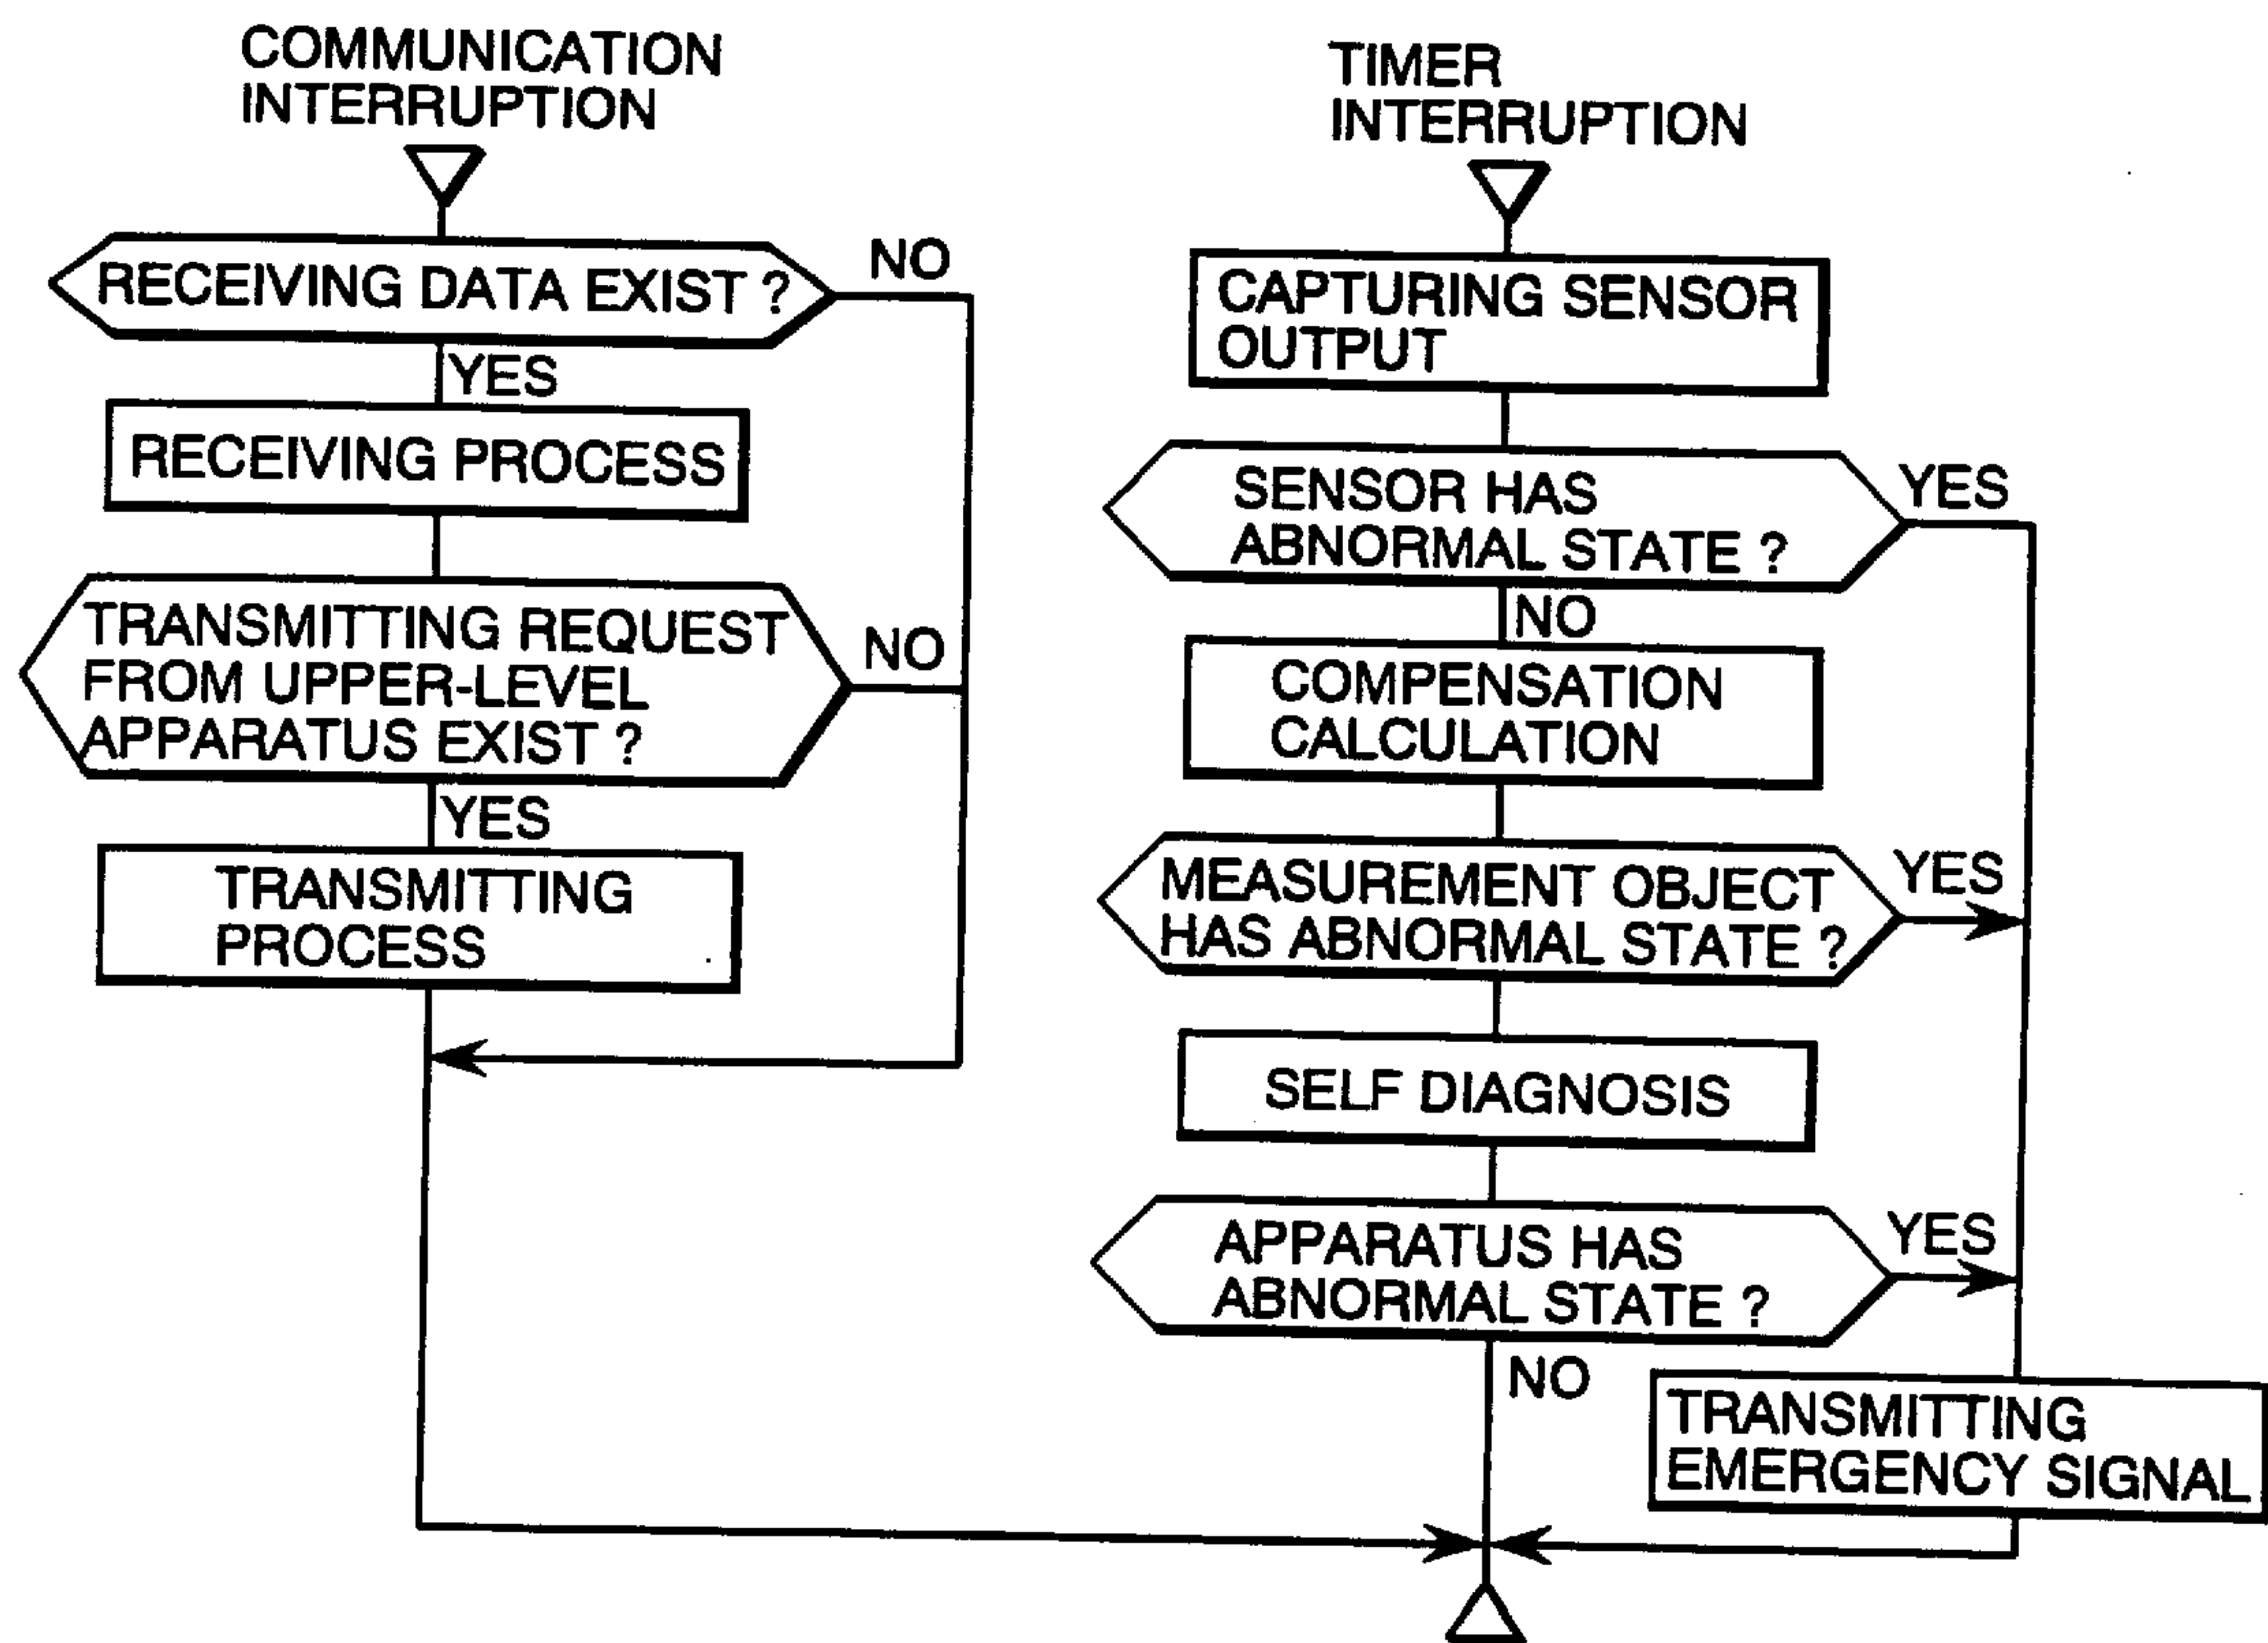 COMMUNICATION
INTERRUPTION
RECEIVING DATA EXIST ?
NO
YES
RECEIVING PROCESS
TRANSMITTING REQUEST
FROM UPPER-LEVEL
APPARATUS EXIST ?
NO
YES
TRANSMITTING
PROCESS
TIMER
INTERRUPTION
CAPTURING SENSOR
OUTPUT
SENSOR HAS
ABNORMAL STATE ?
YES
NO
COMPENSATION
CALCULATION
MEASUREMENT OBJECT
HAS ABNORMAL STATE ?
YES
SELF DIAGNOSIS
APPARATUS HAS
ABNORMAL STATE ?
YES
NO
TRANSMITTING
EMERGENCY SIGNAL